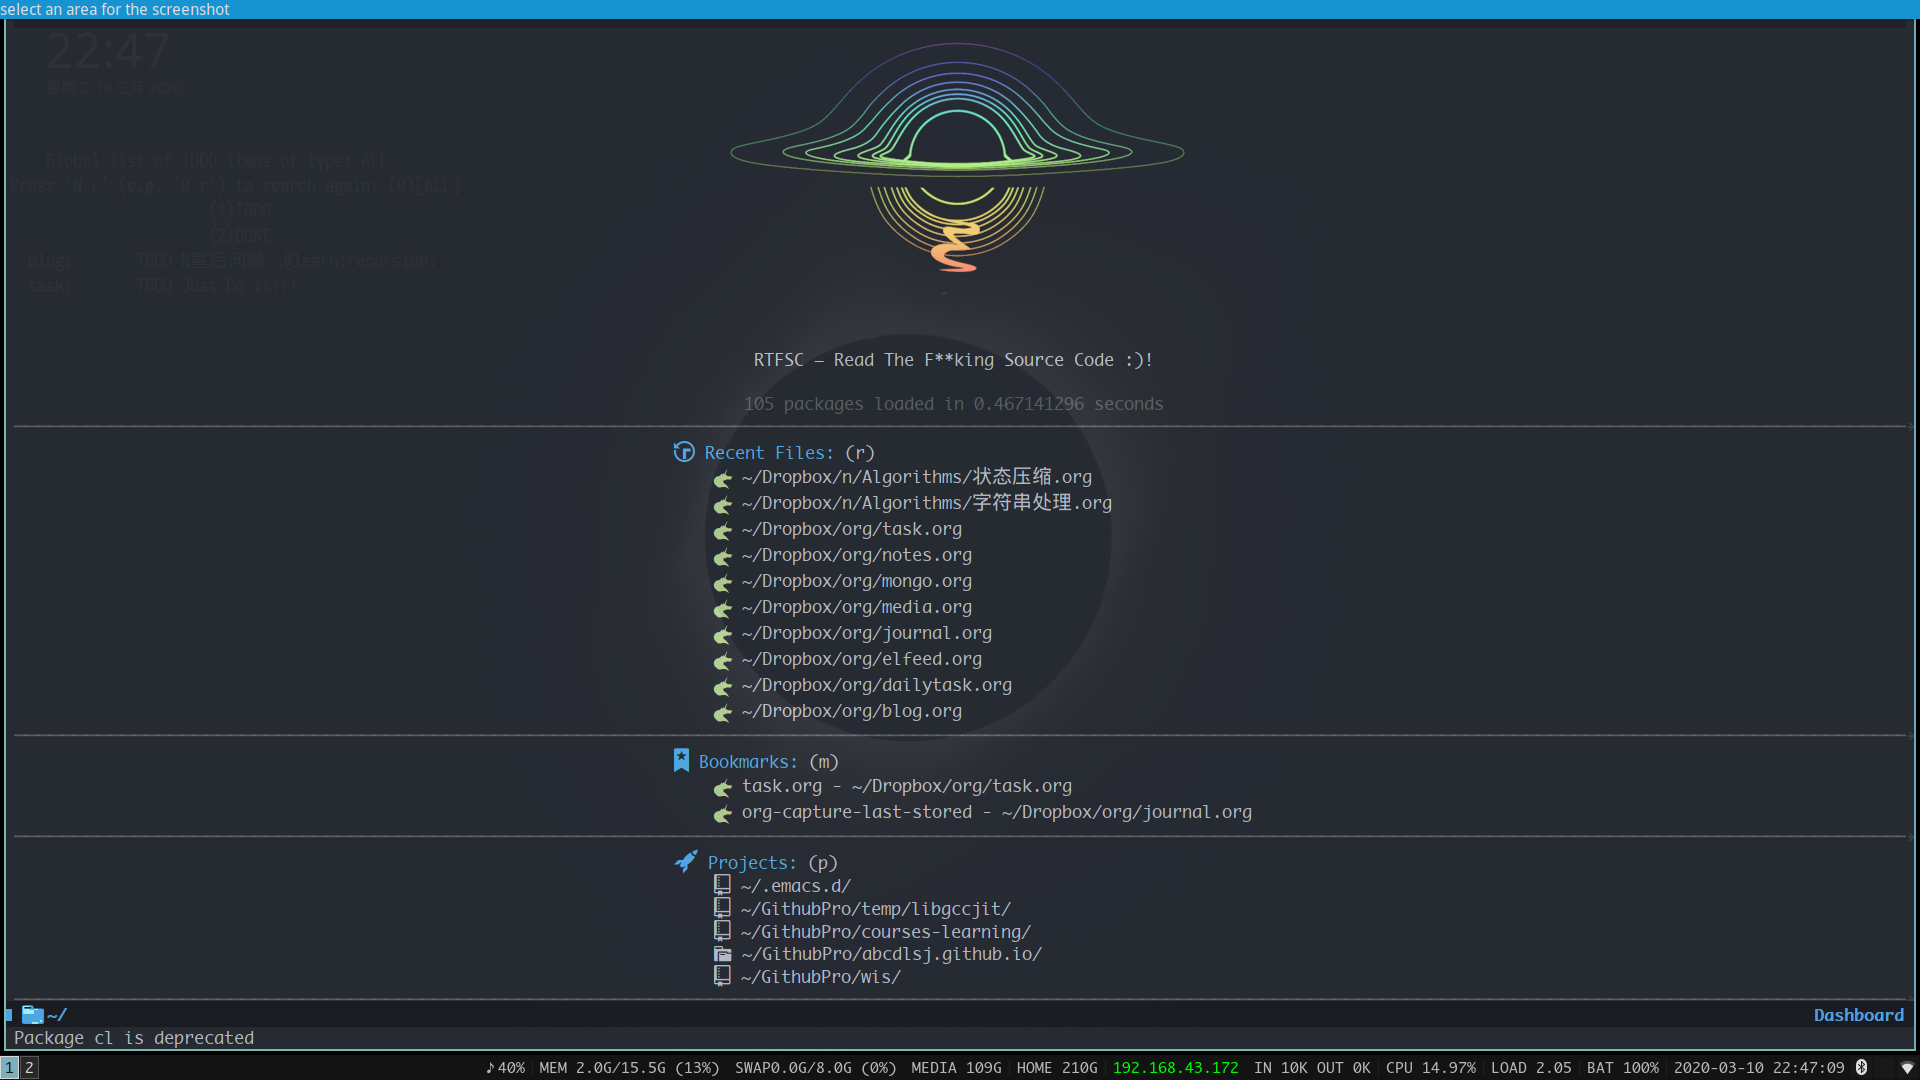 select an area for the screenshot
22:47
星期二 10 三月 2020
Global list of TODO items of type: ALL
Press `N r' (e.g. `0 r') to search again: (0)[ALL]
(1)TODO
(2)DONE
blog: TODO N皇后问题 :@learn:recursion:
task: TODO Just Do it!!!
RTFSC — Read The F**king Source Code :)!
105 packages loaded in 0.467141296 seconds
Recent Files: (r)
~/Dropbox/n/Algorithms/状态压缩.org
~/Dropbox/n/Algorithms/字符串处理.org
~/Dropbox/org/task.org
~/Dropbox/org/notes.org
~/Dropbox/org/mongo.org
~/Dropbox/org/media.org
~/Dropbox/org/journal.org
~/Dropbox/org/elfeed.org
~/Dropbox/org/dailytask.org
~/Dropbox/org/blog.org
Bookmarks: (m)
task.org - ~/Dropbox/org/task.org
org-capture-last-stored - ~/Dropbox/org/journal.org
Projects: (p)
~/.emacs.d/
~/GithubPro/temp/libgccjit/
~/GithubPro/courses-learning/
~/GithubPro/abcdlsj.github.io/
~/GithubPro/wis/
~/ Dashboard
Package cl is deprecated
1 2 ♪40% MEM 2.0G/15.5G (13%) SWAP0.0G/8.0G (0%) MEDIA 109G HOME 210G 192.168.43.172 IN 10K OUT 0K CPU 14.97% LOAD 2.05 BAT 100% 2020-03-10 22:47:09